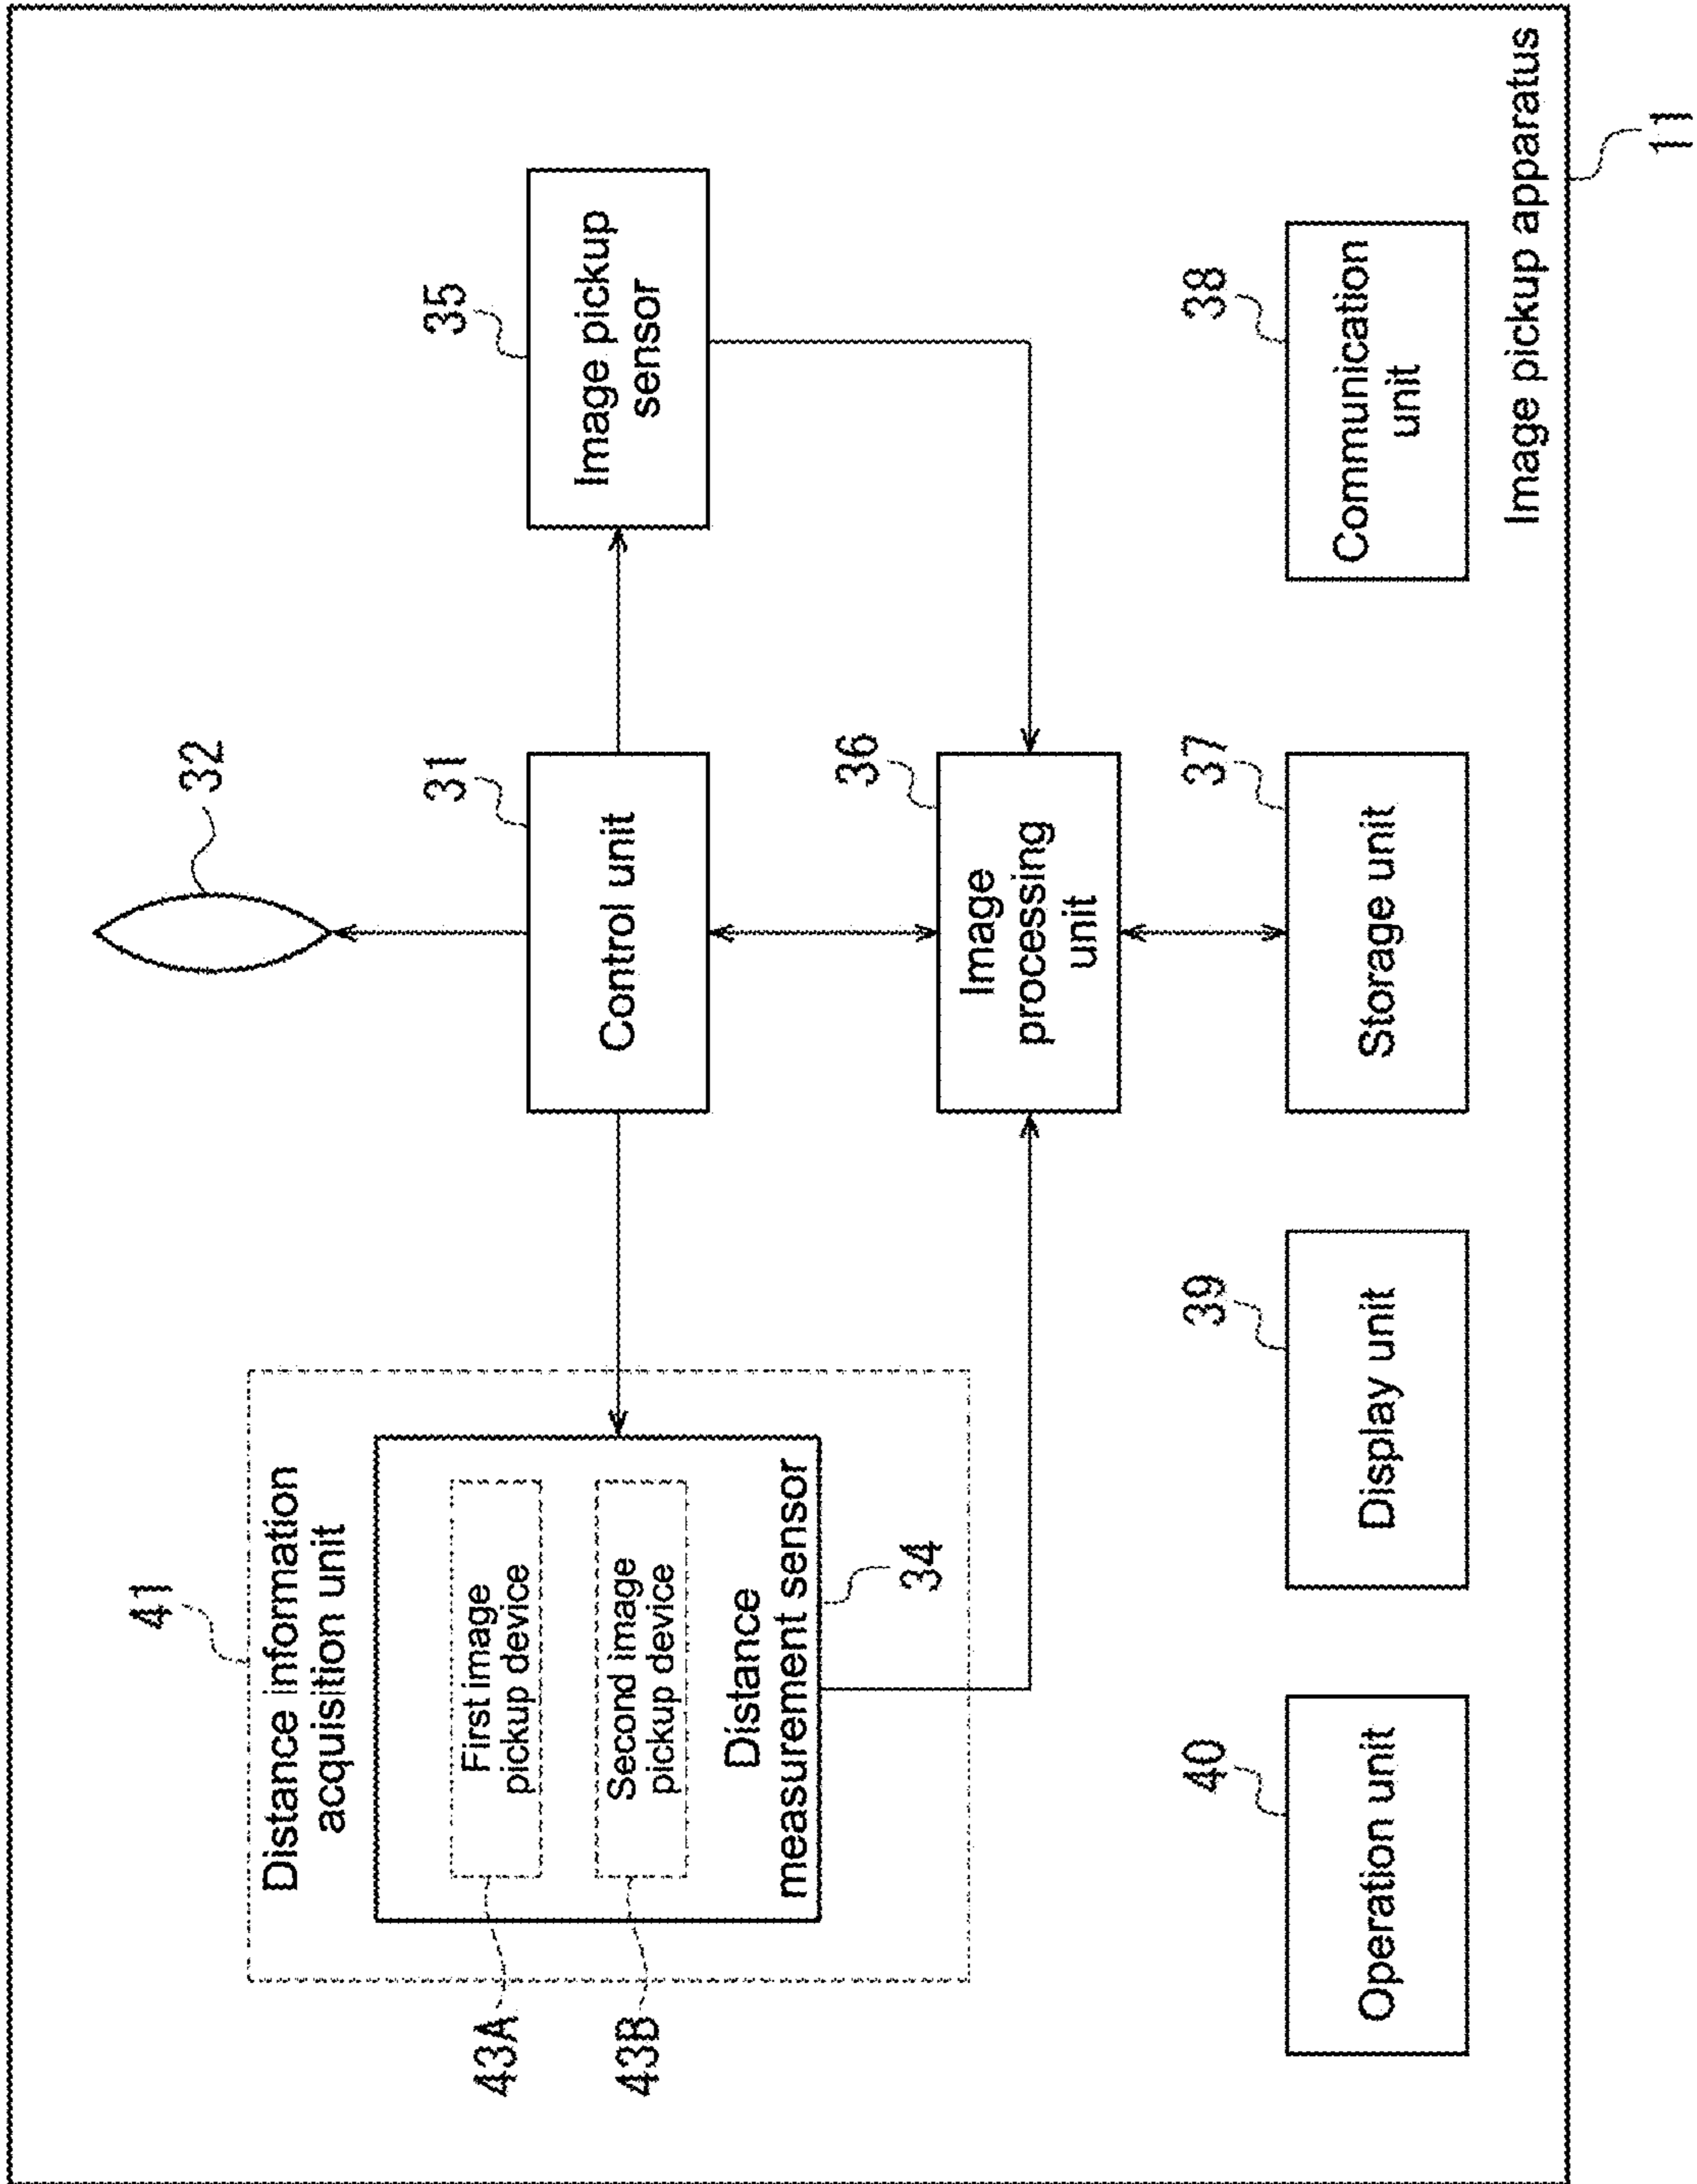 41
Distance information
acquisition unit
43A
First image
pickup device
43B
Second image
pickup device
Distance
measurement sensor
34
32
31
Control unit
35
Image pickup
sensor
36
Image
processing
unit
40
Operation unit
39
Display unit
37
Storage unit
38
Communication
unit
Image pickup apparatus
11